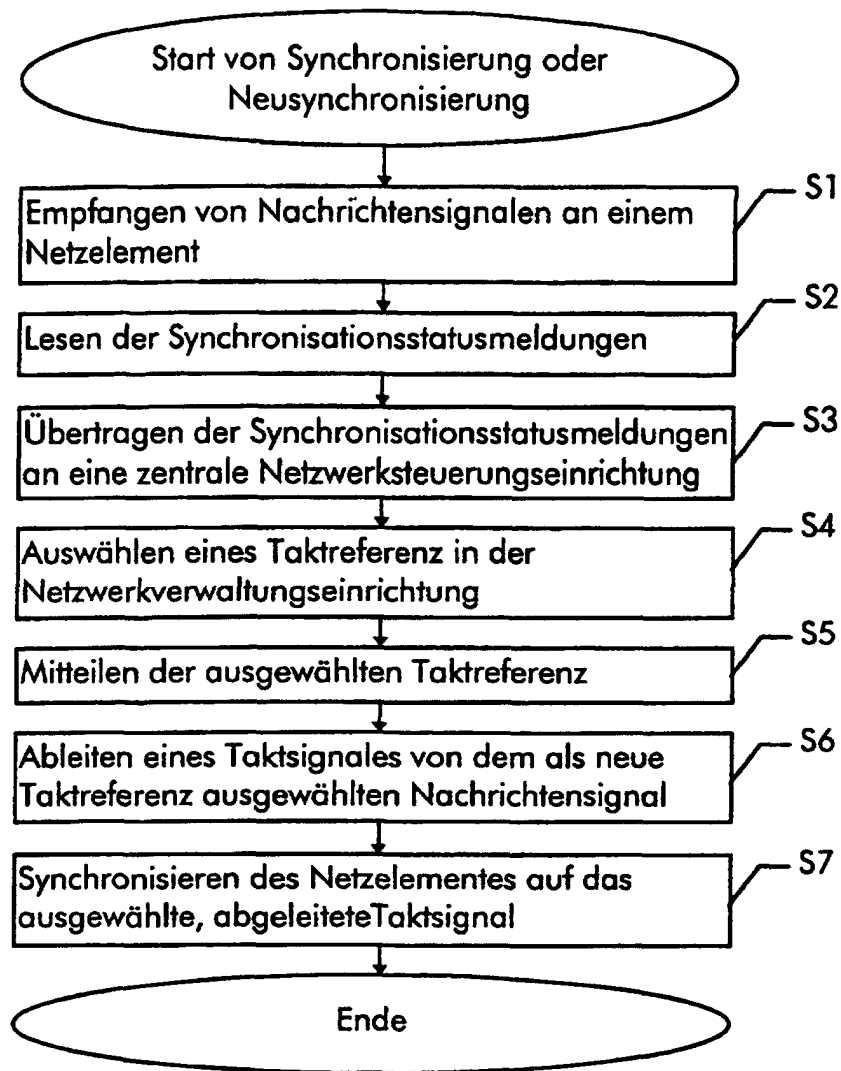 Start von Synchronisierung oder
Neusynchronisierung
S1
Empfangen von Nachrichtensignalen an einem
Netzelement
S2
Lesen der Synchronisationsstatusmeldungen
S3
Übertragen der Synchronisationsstatusmeldungen
an eine zentrale Netzwerksteuerungseinrichtung
S4
Auswählen eines Taktreferenz in der
Netzwerkverwaltungseinrichtung
S5
Mitteilen der ausgewählten Taktreferenz
S6
Ableiten eines Taktsignales von dem als neue
Taktreferenz ausgewählten Nachrichtensignal
S7
Synchronisieren des Netzelementes auf das
ausgewählte, abgeleiteteTaktsignal
Ende